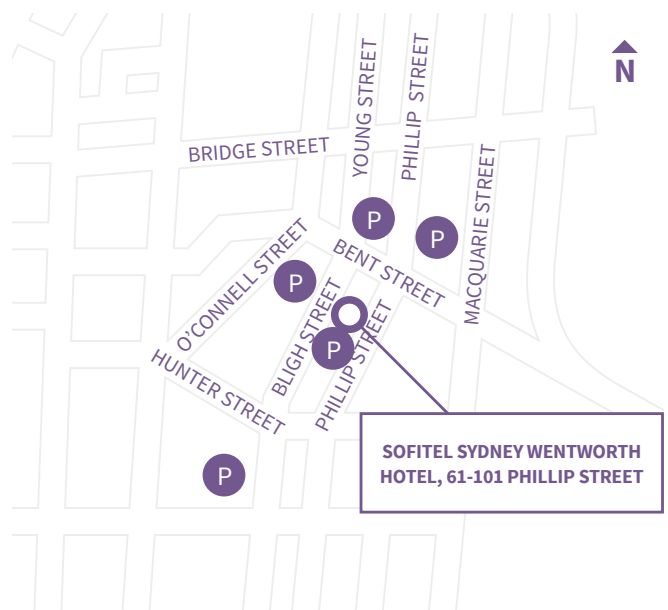 N
YOUNG STREET
PHILLIP STREET
BRIDGE STREET
MACQUARIE STREET
P
P
BENT STREET
O'CONNELL STREET
P
BLIGH STREET
P
PHILLIP STREET
HUNTER STREET
SOFITEL SYDNEY WENTWORTH
HOTEL, 61-101 PHILLIP STREET
P